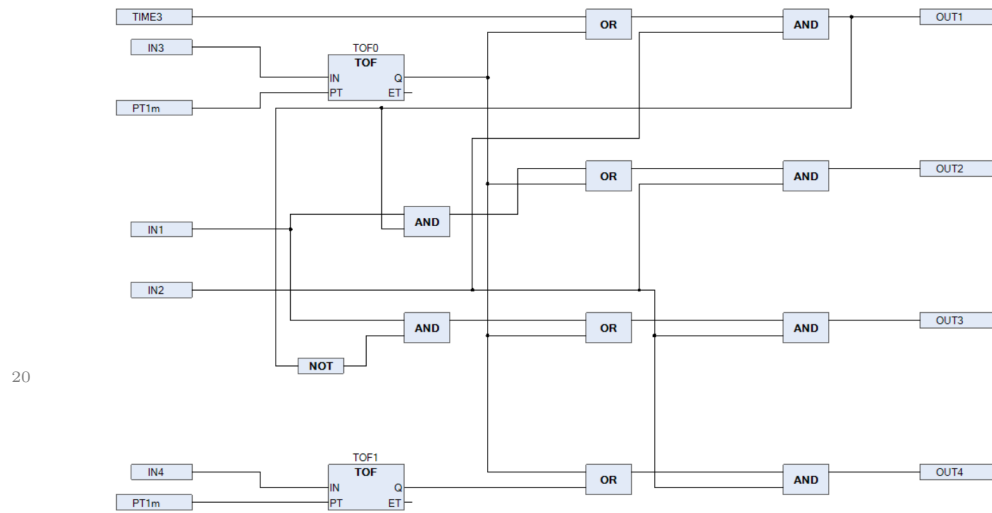 TIME3
OR
AND
OUT1
IN3
TOF0
TOF
IN
Q
PT
ET
PT1m
OR
AND
OUT2
AND
IN1
IN2
AND
OR
AND
OUT3
NOT
20
IN4
TOF1
TOF
IN
Q
PT
ET
PT1m
OR
AND
OUT4